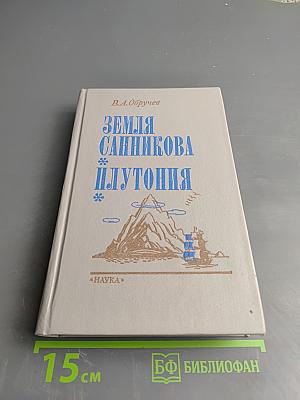 В.А.Обручев
ЗЕМЛЯ
САННИКОВА
*
ПЛУТОНИЯ
*
«НАУКА»
15 см
БФ БИБЛИОФАН